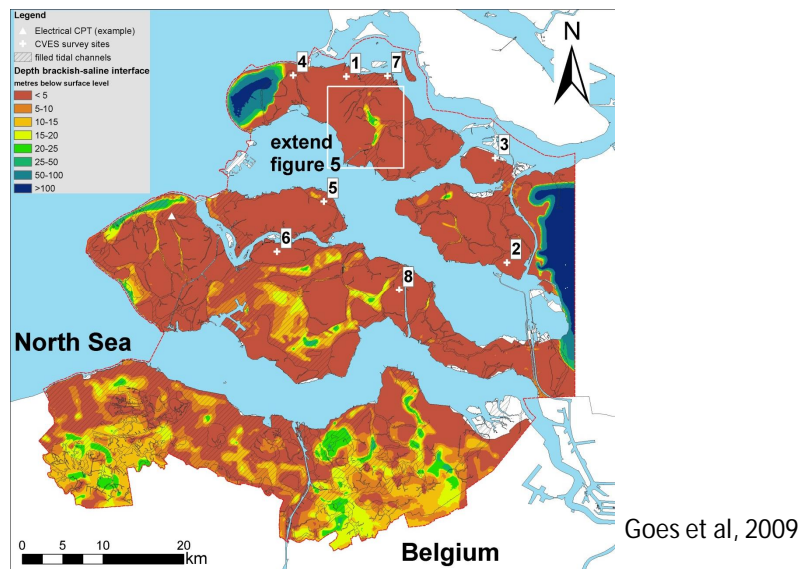 Legend
Electrical CPT (example)
CVES survey sites
filled tidal channels
Depth brackish-saline interface
metres below surface level
< 5
5-10
10-15
15-20
20-25
25-50
50-100
>100
N
4
1
7
extend
figure 5
3
5
6
2
8
North Sea
Belgium
0 5 10 20
km
Goes et al, 2009